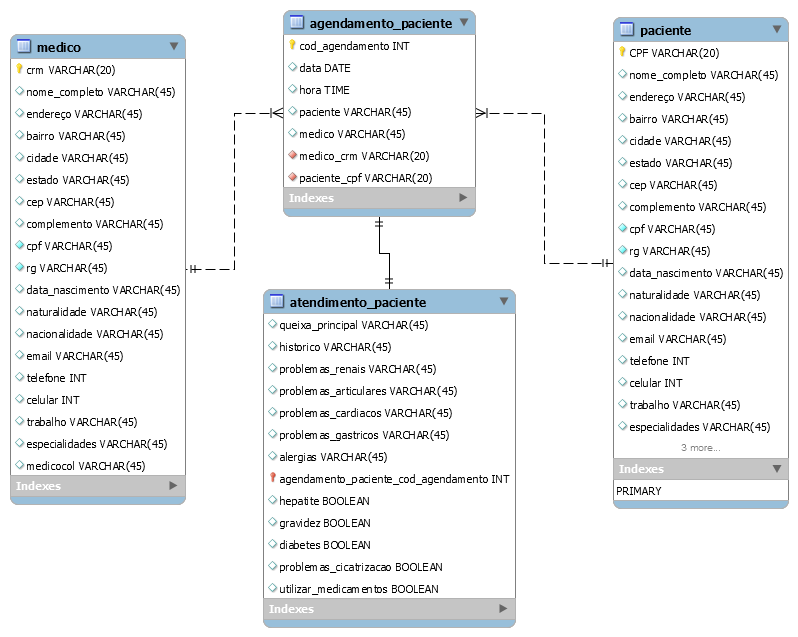 medico
crm VARCHAR(20)
nome_completo VARCHAR(45)
endereço VARCHAR(45)
bairro VARCHAR(45)
cidade VARCHAR(45)
estado VARCHAR(45)
cep VARCHAR(45)
complemento VARCHAR(45)
cpf VARCHAR(45)
rg VARCHAR(45)
data_nascimento VARCHAR(45)
naturalidade VARCHAR(45)
nacionalidade VARCHAR(45)
email VARCHAR(45)
telefone INT
celular INT
trabalho VARCHAR(45)
especialidades VARCHAR(45)
medicocol VARCHAR(45)
Indexes
agendamento_paciente
cod_agendamento INT
data DATE
hora TIME
paciente VARCHAR(45)
medico VARCHAR(45)
medico_crm VARCHAR(20)
paciente_cpf VARCHAR(20)
Indexes
atendimento_paciente
queixa_principal VARCHAR(45)
historico VARCHAR(45)
problemas_renais VARCHAR(45)
problemas_articulares VARCHAR(45)
problemas_cardiacos VARCHAR(45)
problemas_gastricos VARCHAR(45)
alergias VARCHAR(45)
agendamento_paciente_cod_agendamento INT
hepatite BOOLEAN
gravidez BOOLEAN
diabetes BOOLEAN
problemas_cicatrizacao BOOLEAN
utilizar_medicamentos BOOLEAN
Indexes
paciente
CPF VARCHAR(20)
nome_completo VARCHAR(45)
endereço VARCHAR(45)
bairro VARCHAR(45)
cidade VARCHAR(45)
estado VARCHAR(45)
cep VARCHAR(45)
complemento VARCHAR(45)
cpf VARCHAR(45)
rg VARCHAR(45)
data_nascimento VARCHAR(45)
naturalidade VARCHAR(45)
nacionalidade VARCHAR(45)
email VARCHAR(45)
telefone INT
celular INT
trabalho VARCHAR(45)
especialidades VARCHAR(45)
3 more...
Indexes
PRIMARY